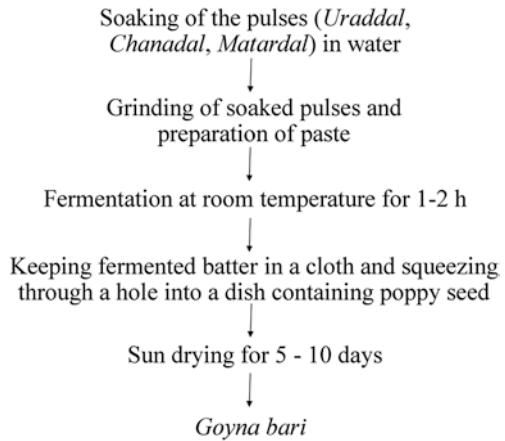 Soaking of the pulses (Uraddal,
Chanadal, Matardal) in water
Grinding of soaked pulses and
preparation of paste
Fermentation at room temperature for 1-2 h
Keeping fermented batter in a cloth and squeezing
through a hole into a dish containing poppy seed
Sun drying for 5 - 10 days
Goyna bari